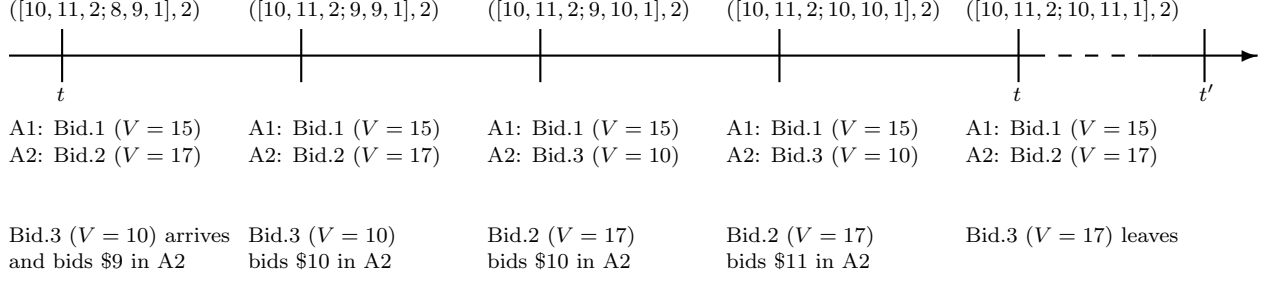 ([10, 11, 2; 8, 9, 1], 2) ([10, 11, 2; 9, 9, 1], 2) ([10, 11, 2; 9, 10, 1], 2) ([10, 11, 2; 10, 10, 1], 2) ([10, 11, 2; 10, 11, 1], 2)
t t t′
A1: Bid.1 (V = 15) A1: Bid.1 (V = 15) A1: Bid.1 (V = 15) A1: Bid.1 (V = 15) A1: Bid.1 (V = 15)
A2: Bid.2 (V = 17) A2: Bid.2 (V = 17) A2: Bid.3 (V = 10) A2: Bid.3 (V = 10) A2: Bid.2 (V = 17)
Bid.3 (V = 10) arrives Bid.3 (V = 10) Bid.2 (V = 17) Bid.2 (V = 17) Bid.3 (V = 17) leaves
and bids $9 in A2 bids $10 in A2 bids $10 in A2 bids $11 in A2